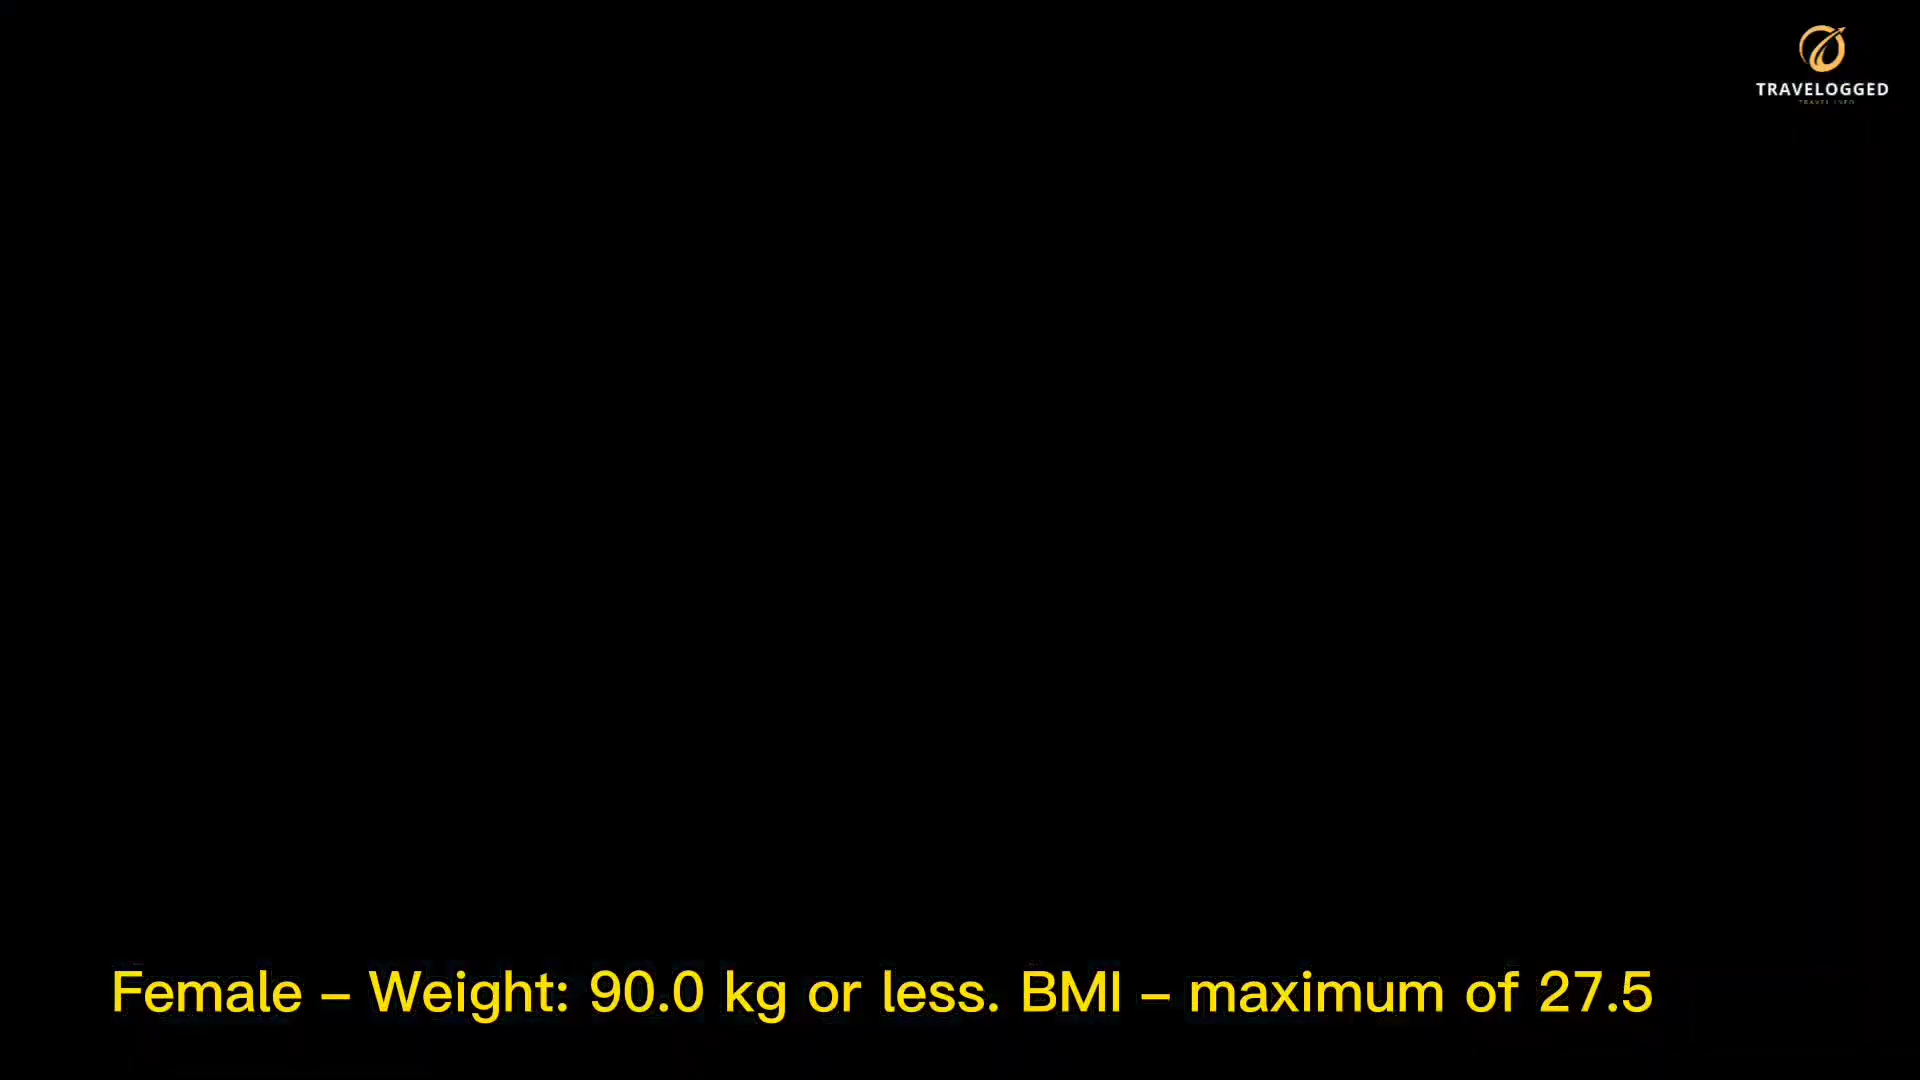 TRAVELOGGED
Female – Weight: 90.0 kg or less. BMI – maximum of 27.5